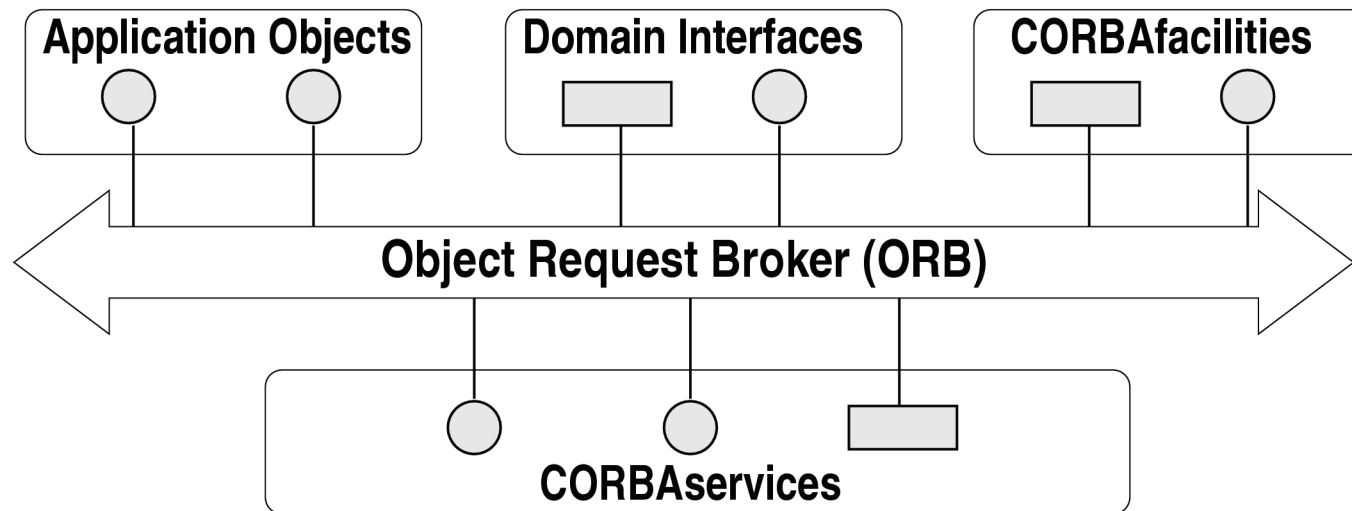 Application Objects
Domain Interfaces
CORBAfacilities
Object Request Broker (ORB)
CORBAservices